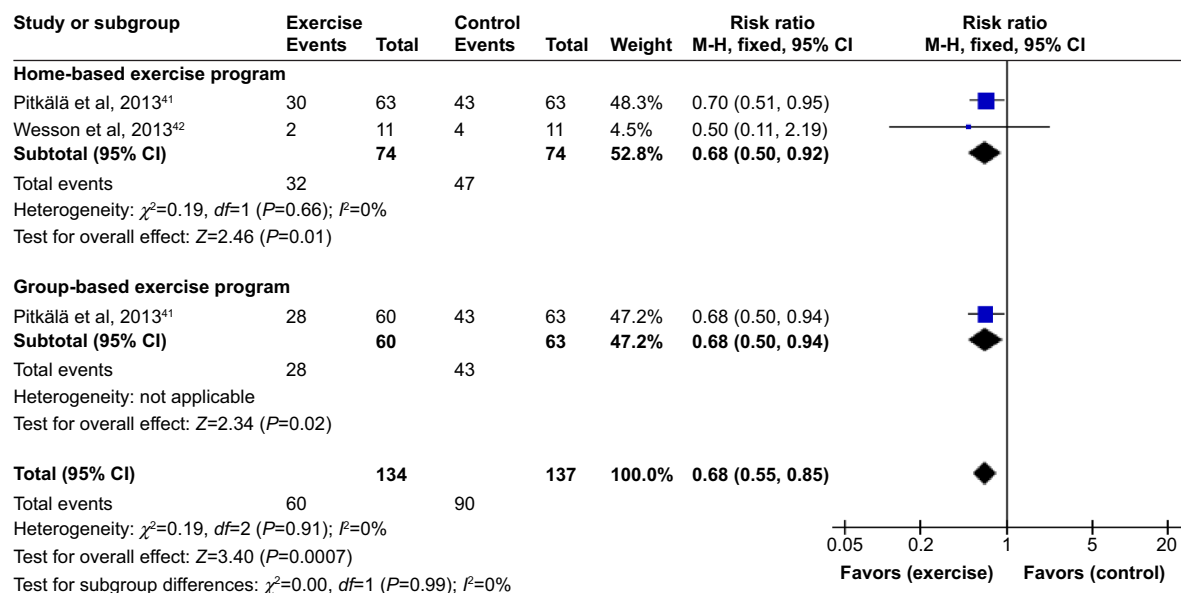 Study or subgroup Exercise Control Risk ratio Risk ratio
Events Total Events Total Weight M-H, fixed, 95% CI M-H, fixed, 95% CI
Home-based exercise program
Pitkälä et al, 2013⁴¹ 30 63 43 63 48.3% 0.70 (0.51, 0.95)
Wesson et al, 2013⁴² 2 11 4 11 4.5% 0.50 (0.11, 2.19)
Subtotal (95% CI) 74 74 52.8% 0.68 (0.50, 0.92)
Total events 32 47
Heterogeneity: χ²=0.19, df=1 (P=0.66); I²=0%
Test for overall effect: Z=2.46 (P=0.01)
Group-based exercise program
Pitkälä et al, 2013⁴¹ 28 60 43 63 47.2% 0.68 (0.50, 0.94)
Subtotal (95% CI) 60 63 47.2% 0.68 (0.50, 0.94)
Total events 28 43
Heterogeneity: not applicable
Test for overall effect: Z=2.34 (P=0.02)
Total (95% CI) 134 137 100.0% 0.68 (0.55, 0.85)
Total events 60 90
Heterogeneity: χ²=0.19, df=2 (P=0.91); I²=0%
Test for overall effect: Z=3.40 (P=0.0007)
Test for subgroup differences: χ²=0.00, df=1 (P=0.99); I²=0%
0.05 0.2 1 5 20
Favors (exercise) Favors (control)